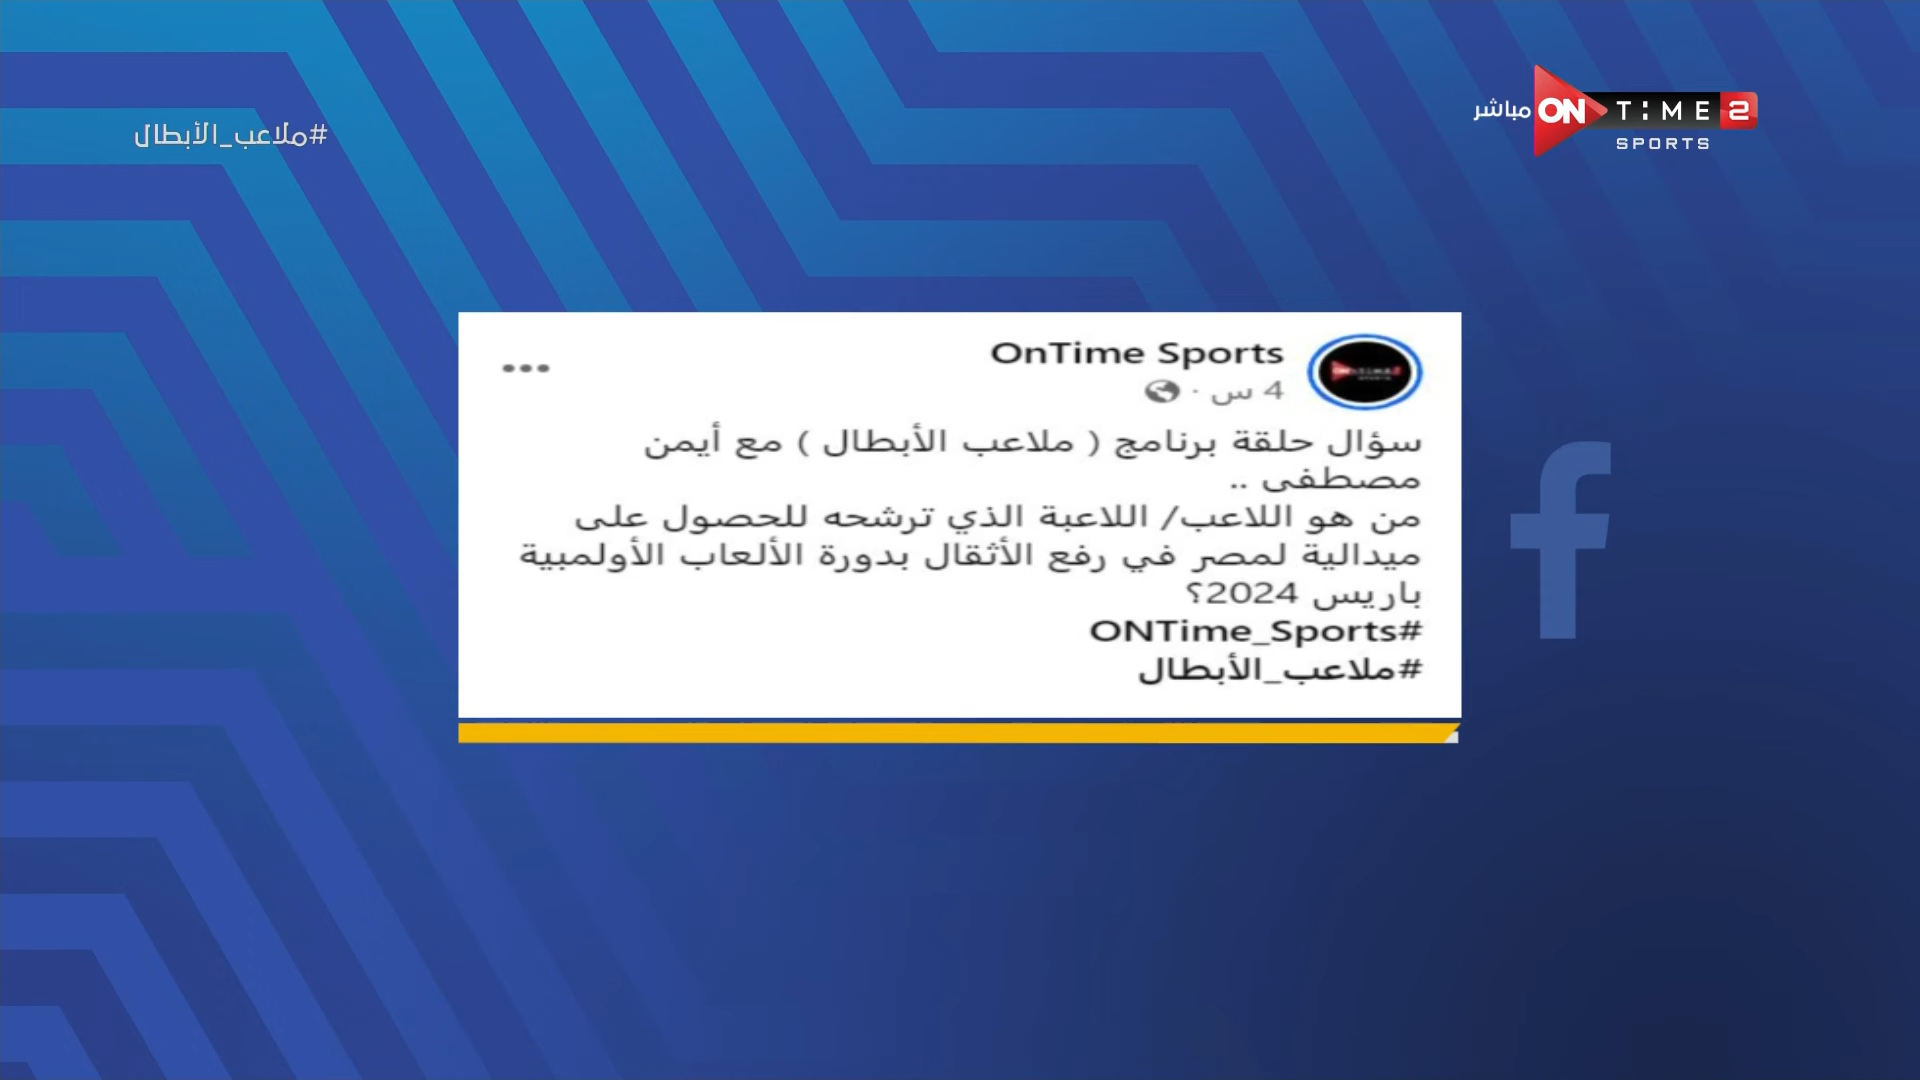 #ملاعب_الأبطال
مباشر ON TIME 2
SPORTS
OnTime Sports
4 س ·
سؤال حلقة برنامج ( ملاعب الأبطال ) مع أيمن
مصطفى ..
من هو اللاعب/ اللاعبة الذي ترشحه للحصول على
ميدالية لمصر في رفع الأثقال بدورة الألعاب الأولمبية
باريس 2024؟
#ONTime_Sports
#ملاعب_الأبطال